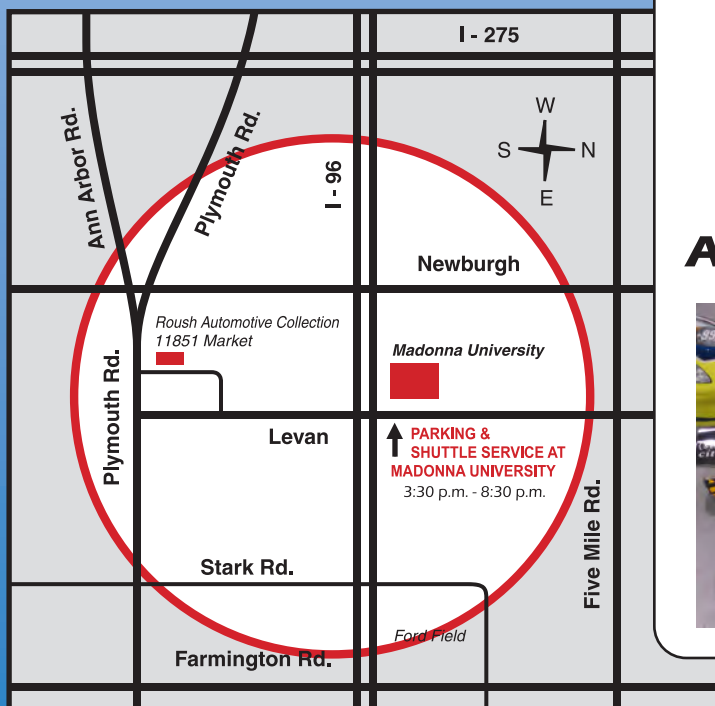 I - 275
W
S N
E
Ann Arbor Rd.
Plymouth Rd.
I - 96
Newburgh
Roush Automotive Collection
11851 Market
Madonna University
Plymouth Rd.
Levan
PARKING &
SHUTTLE SERVICE AT
MADONNA UNIVERSITY
3:30 p.m. - 8:30 p.m.
Five Mile Rd.
Stark Rd.
Ford Field
Farmington Rd.
A